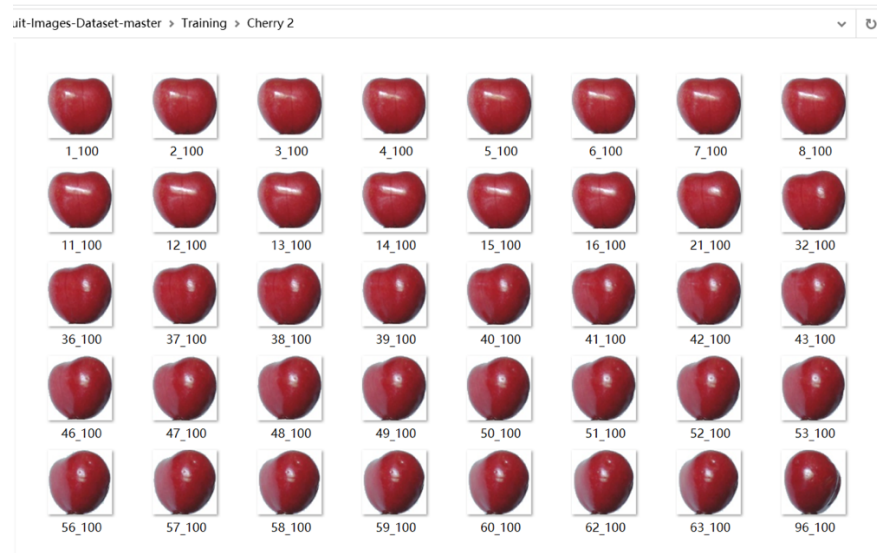 uit-Images-Dataset-master > Training > Cherry 2
1_100 2_100 3_100 4_100 5_100 6_100 7_100 8_100
11_100 12_100 13_100 14_100 15_100 16_100 21_100 32_100
36_100 37_100 38_100 39_100 40_100 41_100 42_100 43_100
46_100 47_100 48_100 49_100 50_100 51_100 52_100 53_100
56_100 57_100 58_100 59_100 60_100 62_100 63_100 96_100